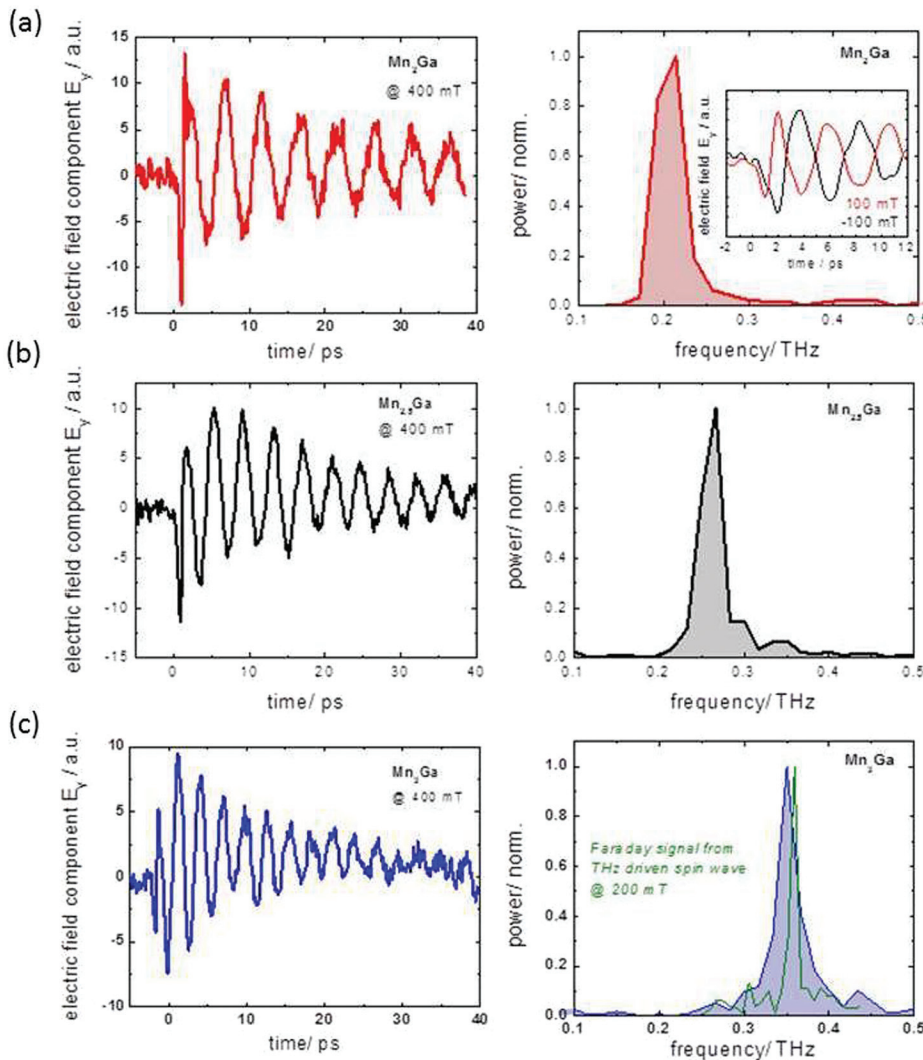 (a)
electric field component E_y / a.u.
15
10
5
0
-5
-10
-15
Mn₂Ga
@ 400 mT
0
10
20
30
40
time/ ps
power/ norm.
1.0
0.8
0.6
0.4
0.2
0.0
Mn₂Ga
electric field E_y / a.u.
100 mT
-100 mT
-2 0 2 4 6 8 10 12
time / ps
0.1
0.2
0.3
0.4
0.5
frequency/ THz
(b)
electric field component E_y / a.u.
10
5
0
-5
-10
-15
Mn₂.₅Ga
@ 400 mT
0
10
20
30
40
time/ ps
power/ norm.
1.0
0.8
0.6
0.4
0.2
0.0
Mn₂.₅Ga
0.1
0.2
0.3
0.4
0.5
frequency/ THz
(c)
electric field component E_y / a.u.
10
5
0
-5
-10
Mn₃Ga
@ 400 mT
0
10
20
30
40
time/ ps
power/ norm.
1.0
0.8
0.6
0.4
0.2
0.0
Mn₃Ga
Faraday signal from
THz driven spin wave
@ 200 mT
0.1
0.2
0.3
0.4
0.5
frequency/ THz